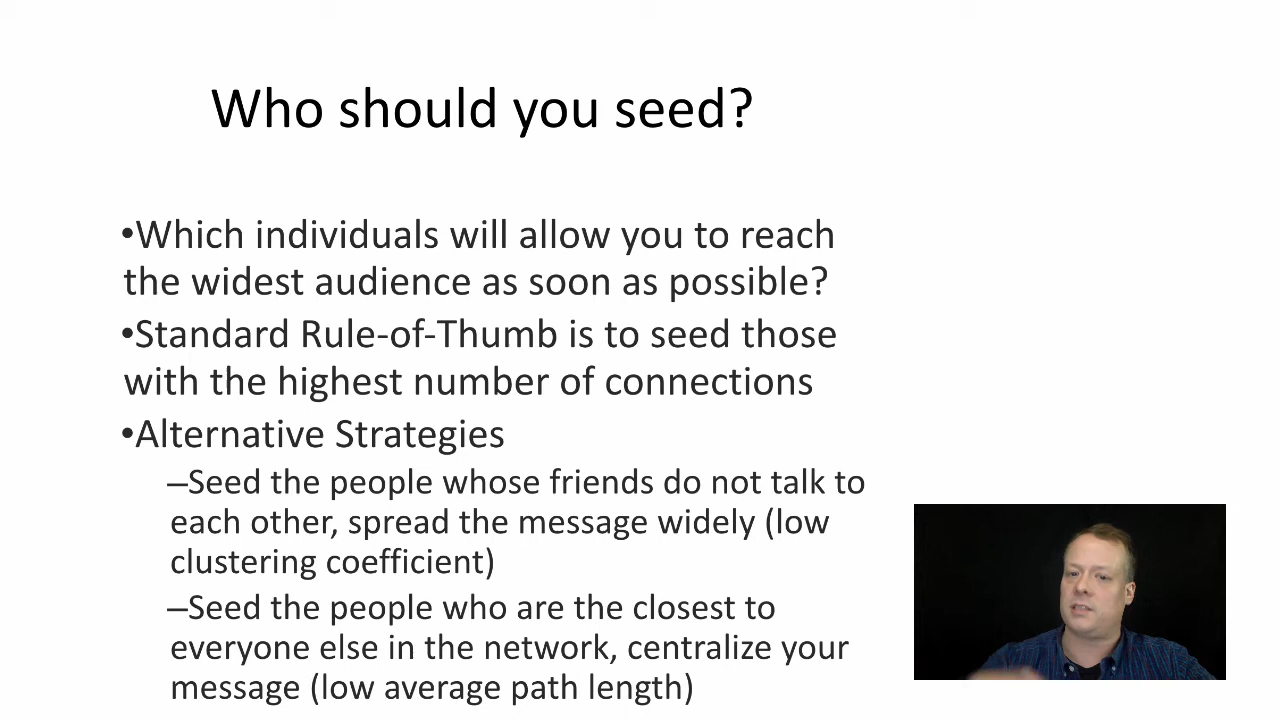 Who should you seed?
•Which individuals will allow you to reach
the widest audience as soon as possible?
•Standard Rule-of-Thumb is to seed those
with the highest number of connections
•Alternative Strategies
–Seed the people whose friends do not talk to
each other, spread the message widely (low
clustering coefficient)
–Seed the people who are the closest to
everyone else in the network, centralize your
message (low average path length)